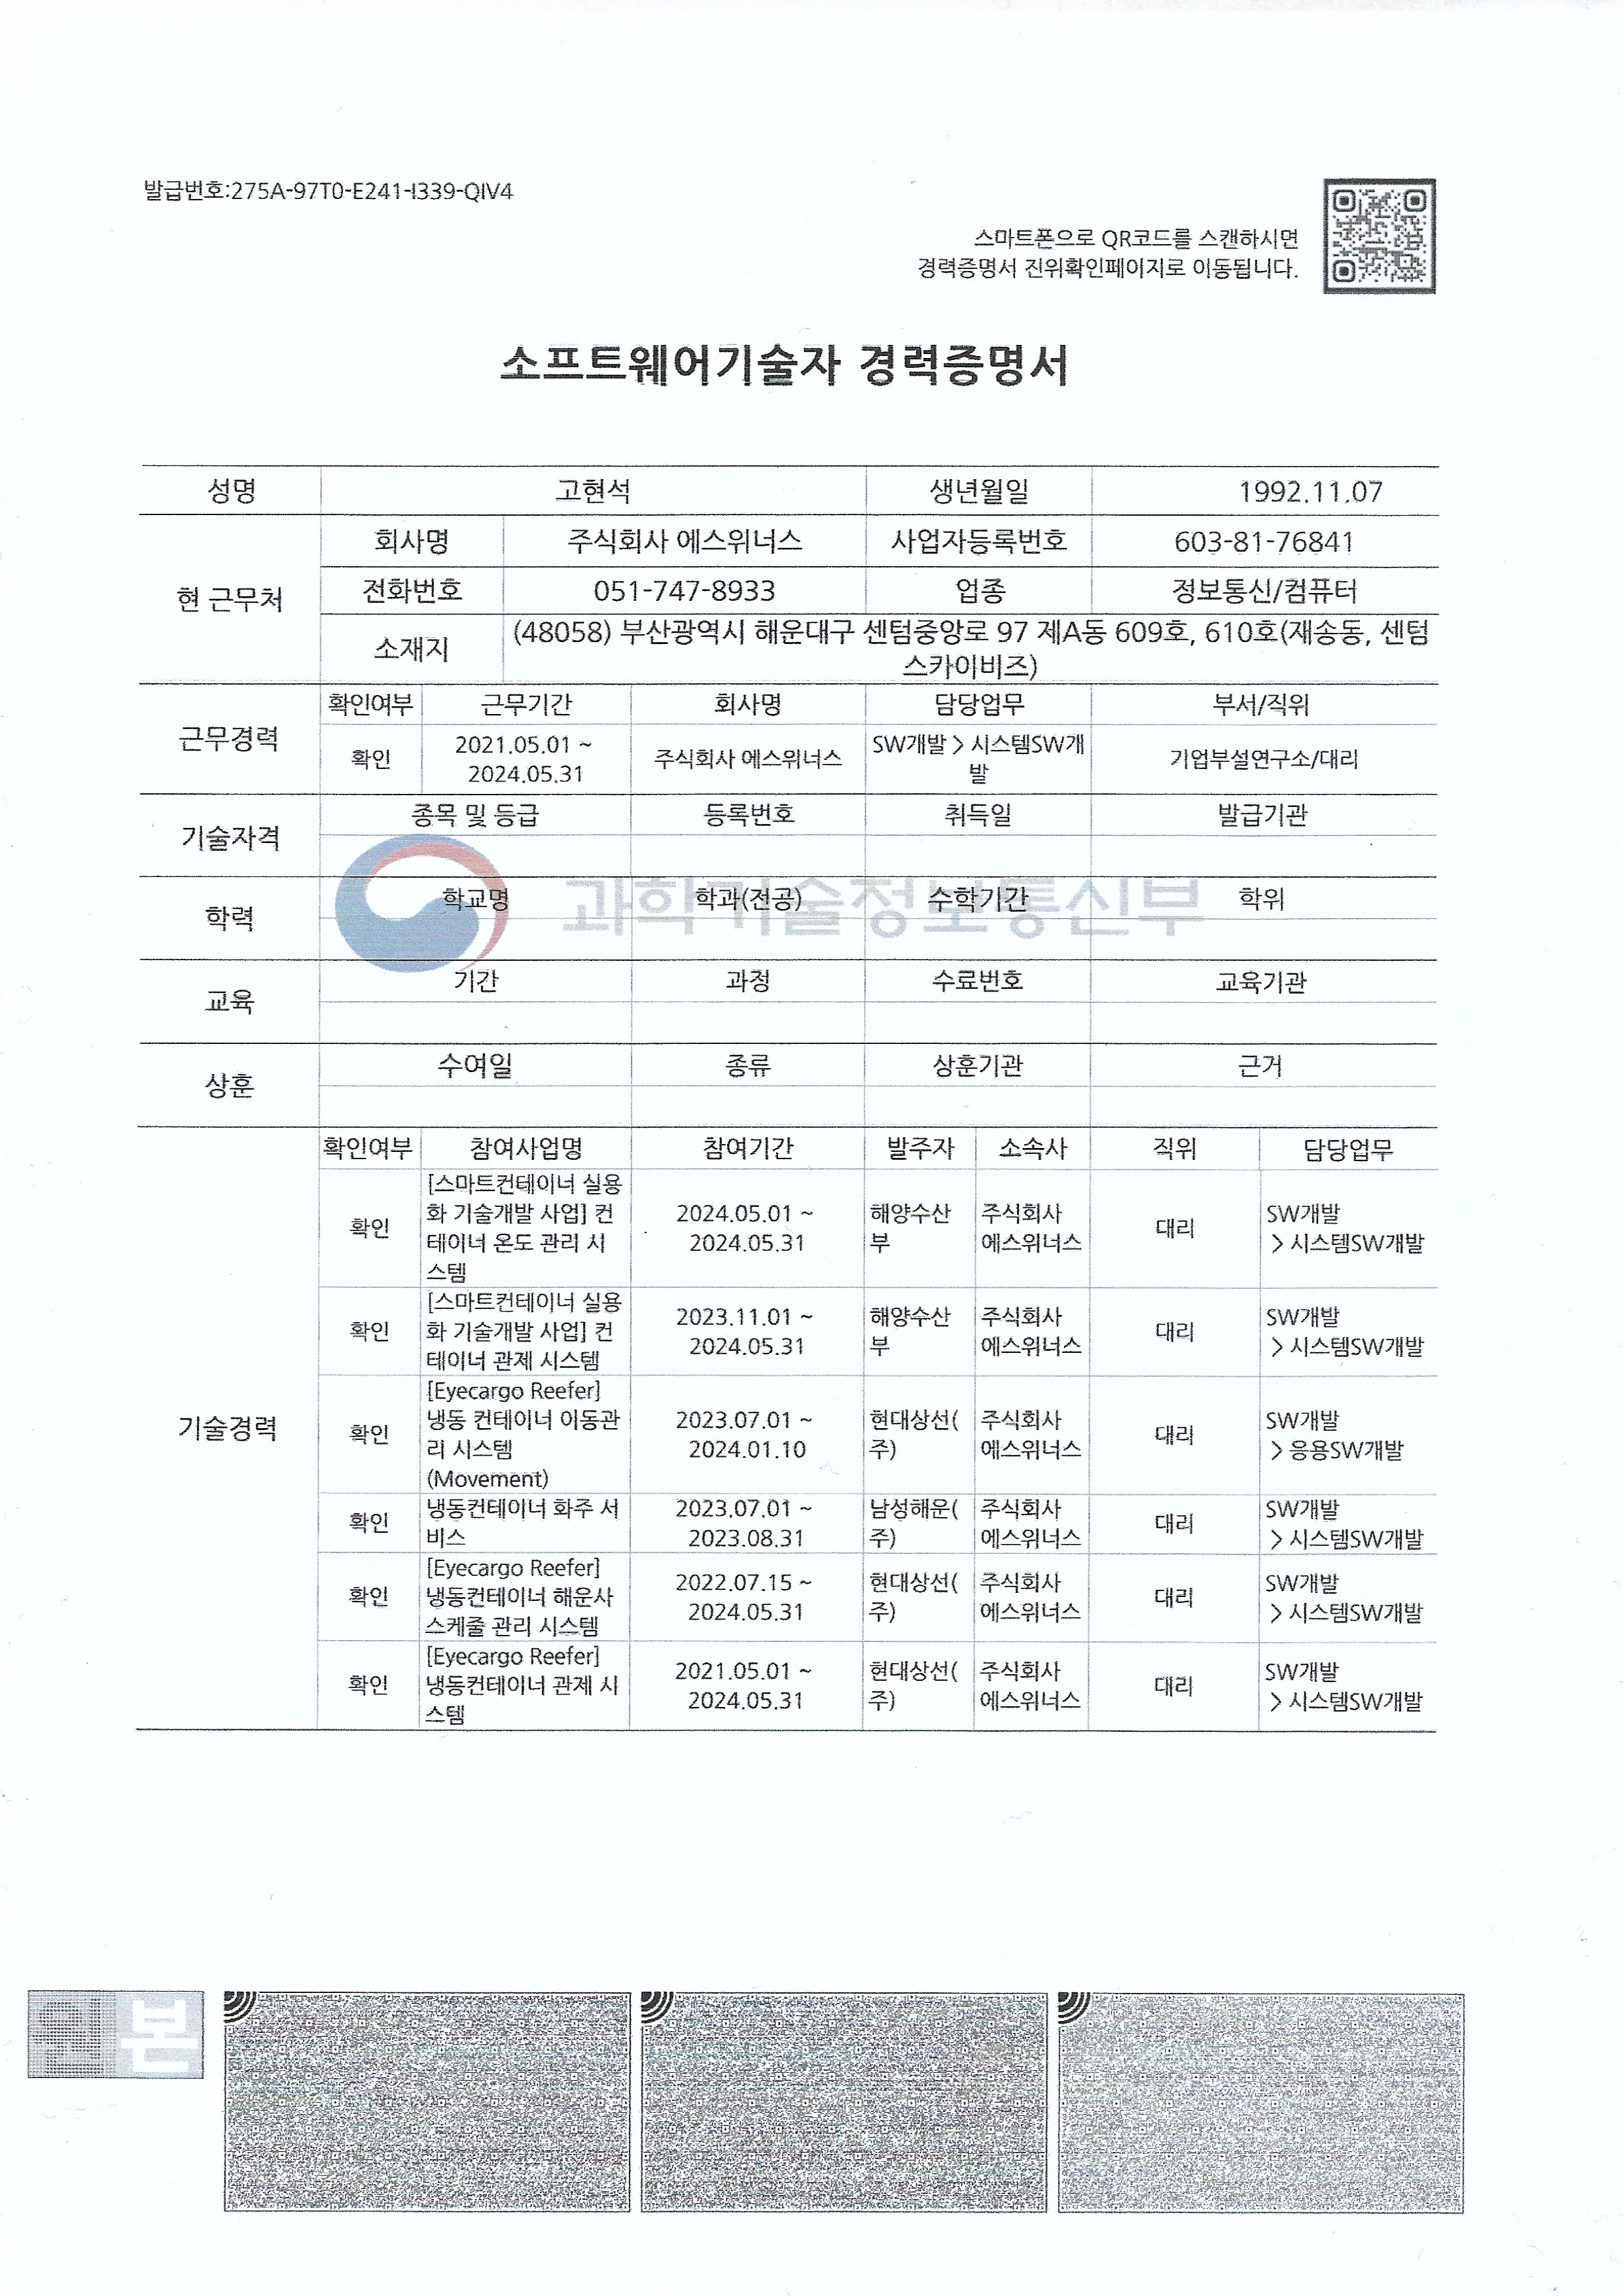 발급번호:275A-97T0-E241-I339-QIV4
스마트폰으로 QR코드를 스캔하시면
경력증명서 진위확인페이지로 이동됩니다.
소프트웨어기술자 경력증명서
성명 고현석 생년월일 1992.11.07
현 근무처
회사명 주식회사 에스위너스 사업자등록번호 603-81-76841
전화번호 051-747-8933 업종 정보통신/컴퓨터
소재지
(48058) 부산광역시 해운대구 센텀중앙로 97 제A동 609호, 610호(재송동, 센텀
스카이비즈)
근무경력
확인여부 근무기간 회사명 담당업무 부서/직위
확인
2021.05.01 ~
2024.05.31
주식회사 에스위너스
SW개발 > 시스템SW개
발
기업부설연구소/대리
기술자격
종목 및 등급 등록번호 취득일 발급기관
과학기술정보통신부
학력
학교명 학과(전공) 수학기간 학위
교육
기간 과정 수료번호 교육기관
상훈
수여일 종류 상훈기관 근거
기술경력
확인여부 참여사업명 참여기간 발주자 소속사 직위 담당업무
확인
[스마트컨테이너 실용
화 기술개발 사업] 컨
테이너 온도 관리 시
스템
2024.05.01 ~
2024.05.31
해양수산
부
주식회사
에스위너스
대리
SW개발
> 시스템SW개발
확인
[스마트컨테이너 실용
화 기술개발 사업] 컨
테이너 관제 시스템
2023.11.01 ~
2024.05.31
해양수산
부
주식회사
에스위너스
대리
SW개발
> 시스템SW개발
확인
[Eyecargo Reefer]
냉동 컨테이너 이동관
리 시스템
(Movement)
2023.07.01 ~
2024.01.10
현대상선(
주)
주식회사
에스위너스
대리
SW개발
> 응용SW개발
확인
냉동컨테이너 화주 서
비스
2023.07.01 ~
2023.08.31
남성해운(
주)
주식회사
에스위너스
대리
SW개발
> 시스템SW개발
확인
[Eyecargo Reefer]
냉동컨테이너 해운사
스케줄 관리 시스템
2022.07.15 ~
2024.05.31
현대상선(
주)
주식회사
에스위너스
대리
SW개발
> 시스템SW개발
확인
[Eyecargo Reefer]
냉동컨테이너 관제 시
스템
2021.05.01 ~
2024.05.31
현대상선(
주)
주식회사
에스위너스
대리
SW개발
> 시스템SW개발
본